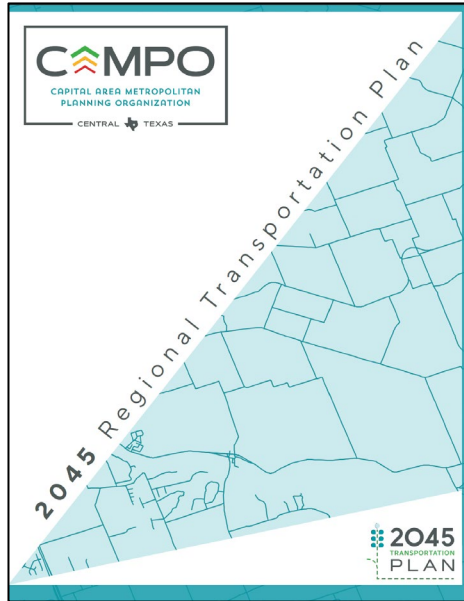 CAMPO
CAPITAL AREA METROPOLITAN
PLANNING ORGANIZATION
CENTRAL TEXAS
2045 Regional Transportation Plan
2045
TRANSPORTATION
PLAN